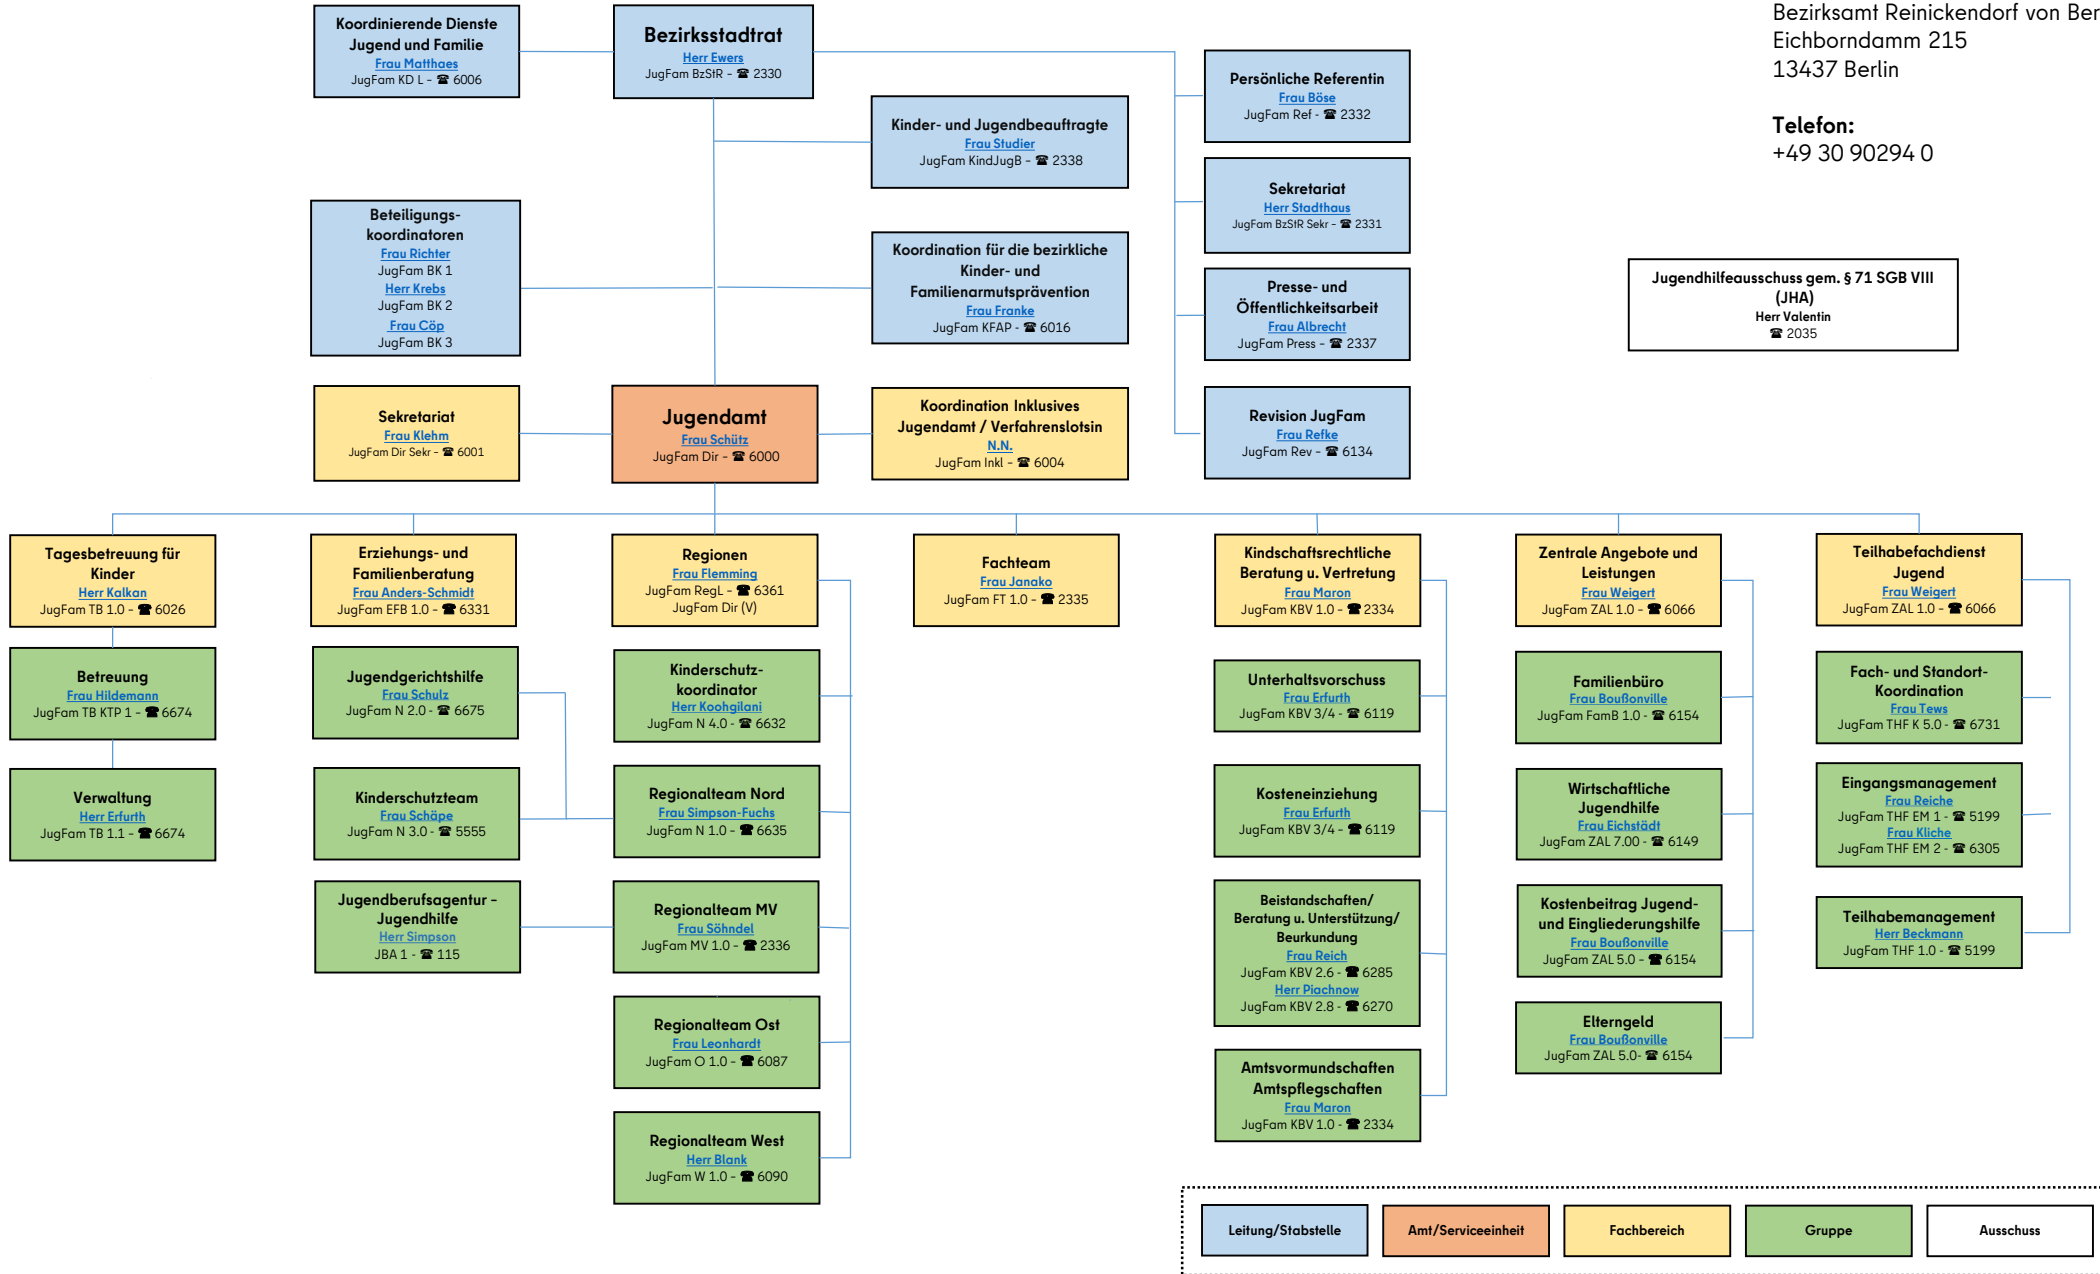 Koordinierende Dienste
Jugend und Familie
Frau Matthaes
JugFam KD L - ☎ 6006
Bezirksstadtrat
Herr Ewers
JugFam BzStR - ☎ 2330
Bezirksamt Reinickendorf von Ber
Eichborndamm 215
13437 Berlin
Telefon:
+49 30 90294 0
Persönliche Referentin
Frau Böse
JugFam Ref - ☎ 2332
Kinder- und Jugendbeauftragte
Frau Studier
JugFam KindJugB - ☎ 2338
Sekretariat
Herr Stadthaus
JugFam BzStR Sekr - ☎ 2331
Beteiligungs-
koordinatoren
Frau Richter
JugFam BK 1
Herr Krebs
JugFam BK 2
Frau Cöp
JugFam BK 3
Koordination für die bezirkliche
Kinder- und
Familienarmutsprävention
Frau Franke
JugFam KFAP - ☎ 6016
Presse- und
Öffentlichkeitsarbeit
Frau Albrecht
JugFam Press - ☎ 2337
Jugendhilfeausschuss gem. § 71 SGB VIII
(JHA)
Herr Valentin
☎ 2035
Sekretariat
Frau Klehm
JugFam Dir Sekr - ☎ 6001
Jugendamt
Frau Schütz
JugFam Dir - ☎ 6000
Koordination Inklusives
Jugendamt / Verfahrenslotsin
N.N.
JugFam Inkl - ☎ 6004
Revision JugFam
Frau Refke
JugFam Rev - ☎ 6134
Tagesbetreuung für
Kinder
Herr Kalkan
JugFam TB 1.0 - ☎ 6026
Erziehungs- und
Familienberatung
Frau Anders-Schmidt
JugFam EFB 1.0 - ☎ 6331
Regionen
Frau Flemming
JugFam RegL - ☎ 6361
JugFam Dir (V)
Fachteam
Frau Janako
JugFam FT 1.0 - ☎ 2335
Kindschaftsrechtliche
Beratung u. Vertretung
Frau Maron
JugFam KBV 1.0 - ☎ 2334
Zentrale Angebote und
Leistungen
Frau Weigert
JugFam ZAL 1.0 - ☎ 6066
Teilhabefachdienst
Jugend
Frau Weigert
JugFam ZAL 1.0 - ☎ 6066
Betreuung
Frau Hildemann
JugFam TB KTP 1 - ☎ 6674
Jugendgerichtshilfe
Frau Schulz
JugFam N 2.0 - ☎ 6675
Kinderschutz-
koordinator
Herr Koohgilani
JugFam N 4.0 - ☎ 6632
Unterhaltsvorschuss
Frau Erfurth
JugFam KBV 3/4 - ☎ 6119
Familienbüro
Frau Boußonville
JugFam FamB 1.0 - ☎ 6154
Fach- und Standort-
Koordination
Frau Tews
JugFam THF K 5.0 - ☎ 6731
Verwaltung
Herr Erfurth
JugFam TB 1.1 - ☎ 6674
Kinderschutzteam
Frau Schäpe
JugFam N 3.0 - ☎ 5555
Regionalteam Nord
Frau Simpson-Fuchs
JugFam N 1.0 - ☎ 6635
Kosteneinziehung
Frau Erfurth
JugFam KBV 3/4 - ☎ 6119
Wirtschaftliche
Jugendhilfe
Frau Eichstädt
JugFam ZAL 7.00 - ☎ 6149
Eingangsmanagement
Frau Reiche
JugFam THF EM 1 - ☎ 5199
Frau Kliche
JugFam THF EM 2 - ☎ 6305
Jugendberufsagentur -
Jugendhilfe
Herr Simpson
JBA 1 - ☎ 115
Regionalteam MV
Frau Söhndel
JugFam MV 1.0 - ☎ 2336
Beistandschaften/
Beratung u. Unterstützung/
Beurkundung
Frau Reich
JugFam KBV 2.6 - ☎ 6285
Herr Piachnow
JugFam KBV 2.8 - ☎ 6270
Kostenbeitrag Jugend-
und Eingliederungshilfe
Frau Boußonville
JugFam ZAL 5.0 - ☎ 6154
Teilhabemanagement
Herr Beckmann
JugFam THF 1.0 - ☎ 5199
Regionalteam Ost
Frau Leonhardt
JugFam O 1.0 - ☎ 6087
Elterngeld
Frau Boußonville
JugFam ZAL 5.0- ☎ 6154
Amtsvormundschaften
Amtspflegschaften
Frau Maron
JugFam KBV 1.0 - ☎ 2334
Regionalteam West
Herr Blank
JugFam W 1.0 - ☎ 6090
Leitung/Stabstelle
Amt/Serviceeinheit
Fachbereich
Gruppe
Ausschuss